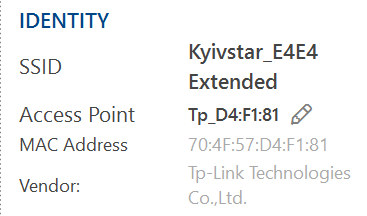 IDENTITY
SSID
Kyivstar_E4E4
Extended
Access Point
Tp_D4:F1:81
MAC Address
70:4F:57:D4:F1:81
Vendor:
Tp-Link Technologies
Co.,Ltd.